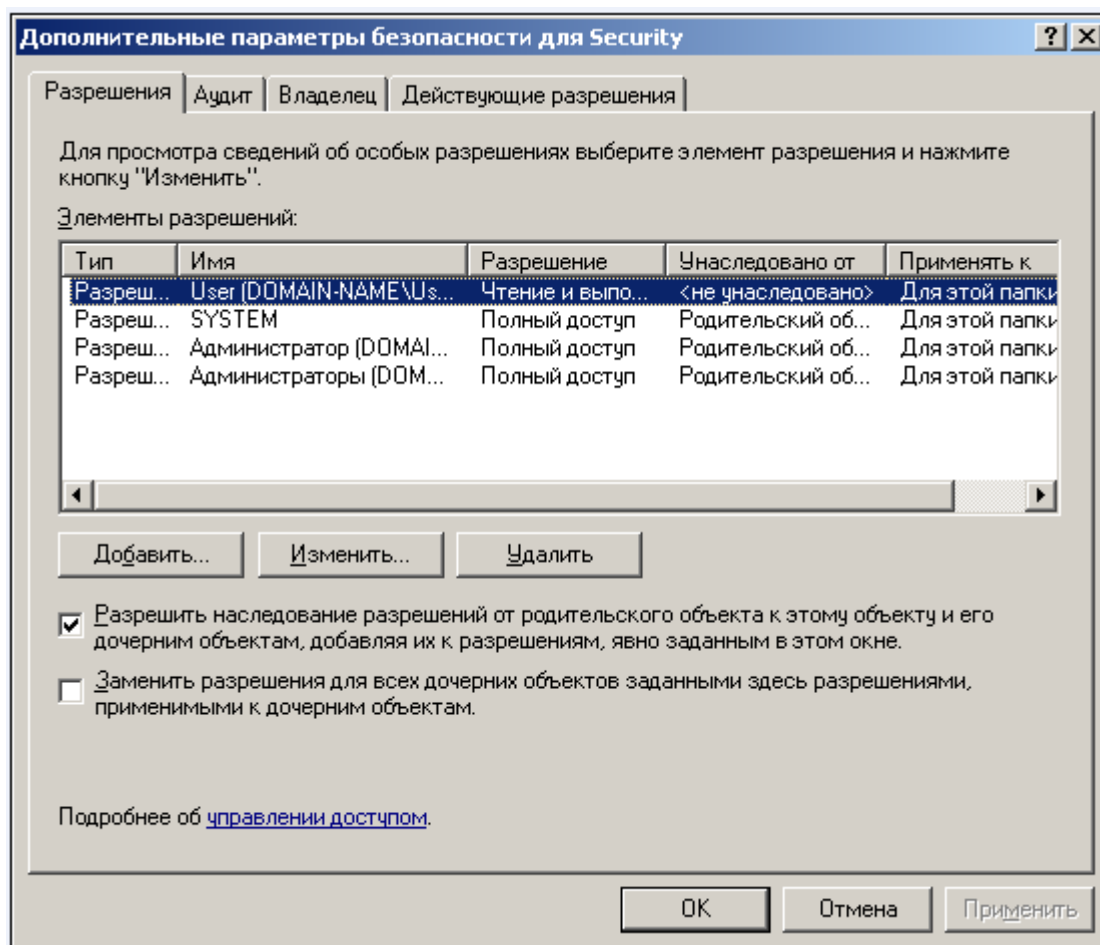 Дополнительные параметры безопасности для Security
Разрешения Аудит Владелец Действующие разрешения
Для просмотра сведений об особых разрешениях выберите элемент разрешения и нажмите
кнопку "Изменить".
Элементы разрешений:
Тип Имя Разрешение Унаследовано от Применять к
Разреш... User (DOMAIN-NAME\Us... Чтение и выпо... <не унаследовано> Для этой папки
Разреш... SYSTEM Полный доступ Родительский об... Для этой папки
Разреш... Администратор (DOMAI... Полный доступ Родительский об... Для этой папки
Разреш... Администраторы (DOM... Полный доступ Родительский об... Для этой папки
Добавить... Изменить... Удалить
Разрешить наследование разрешений от родительского объекта к этому объекту и его
дочерним объектам, добавляя их к разрешениям, явно заданным в этом окне.
Заменить разрешения для всех дочерних объектов заданными здесь разрешениями,
применимыми к дочерним объектам.
Подробнее об управлении доступом.
OK Отмена Применить